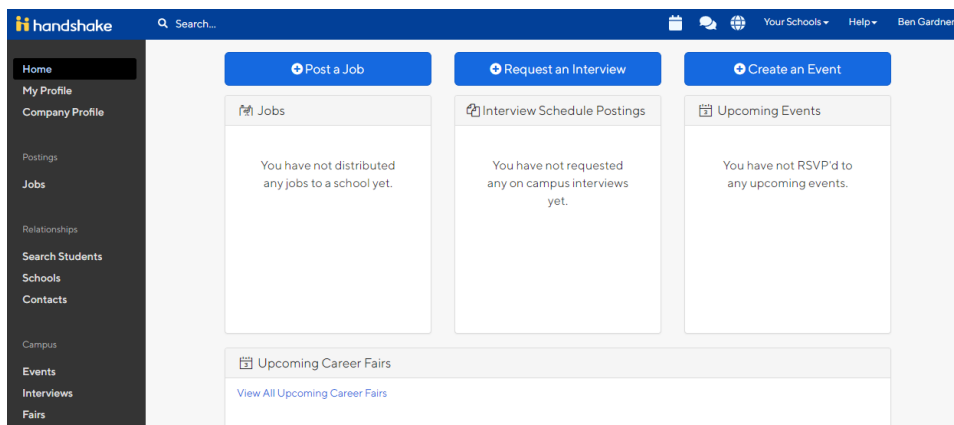 handshake
Search...
Your Schools
Help
Ben Gardner
Home
My Profile
Company Profile
Postings
Jobs
Relationships
Search Students
Schools
Contacts
Campus
Events
Interviews
Fairs
Post a Job
Request an Interview
Create an Event
Jobs
You have not distributed
any jobs to a school yet.
Interview Schedule Postings
You have not requested
any on campus interviews
yet.
Upcoming Events
You have not RSVP'd to
any upcoming events.
Upcoming Career Fairs
View All Upcoming Career Fairs